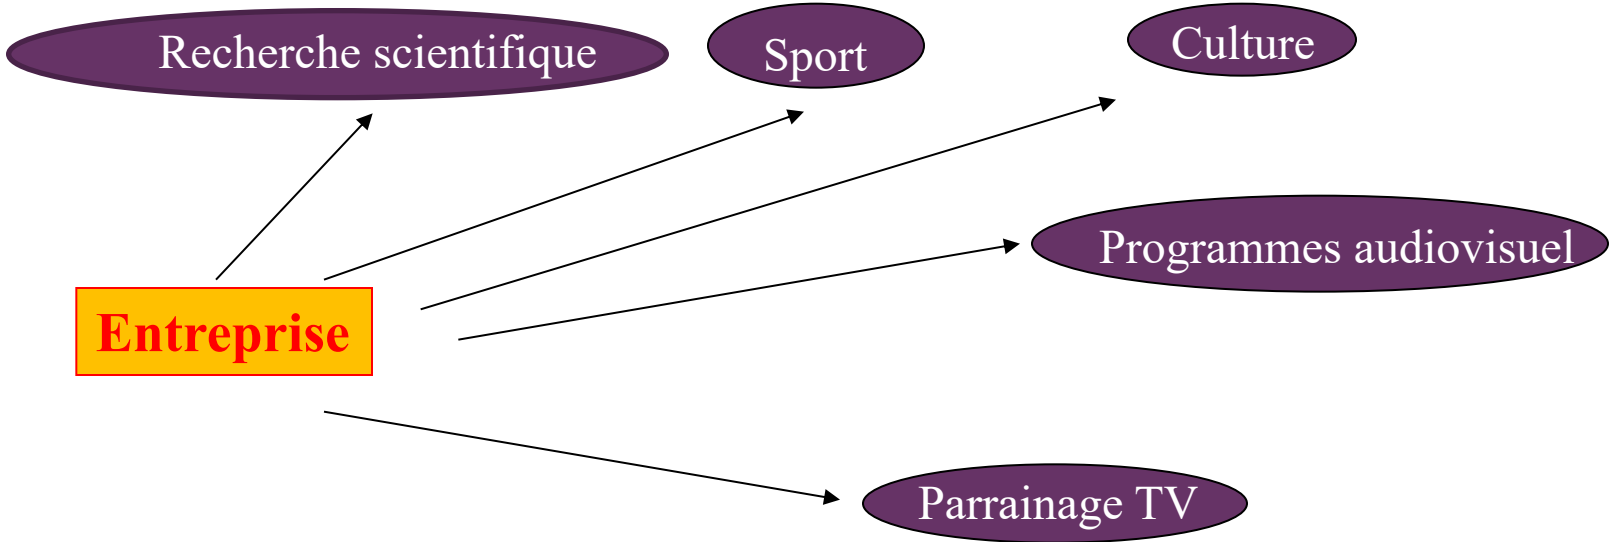 Recherche scientifique
Sport
Culture
Programmes audiovisuel
Entreprise
Parrainage TV